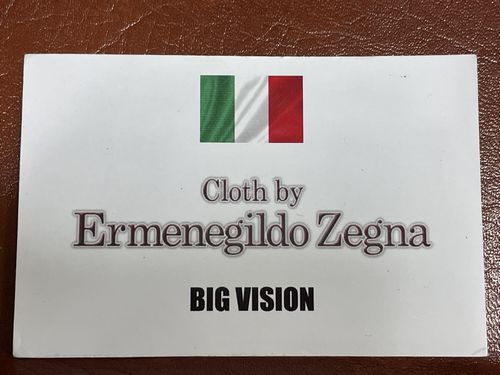 Cloth by
Ermenegildo Zegna
BIG VISION